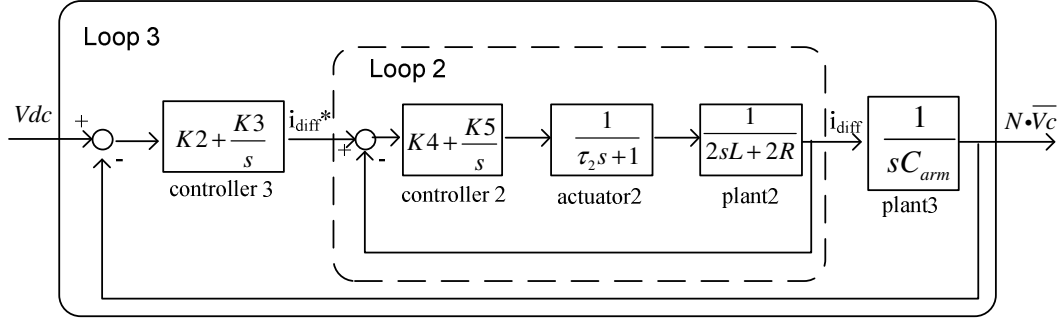 Loop 3
Loop 2
Vdc
+
-
K2 + K3/s
controller 3
i_diff*
+
-
K4 + K5/s
controller 2
1/(τ₂s+1)
actuator2
1/(2sL+2R)
plant2
i_diff
1/(sC_arm)
plant3
N•V̅c̅